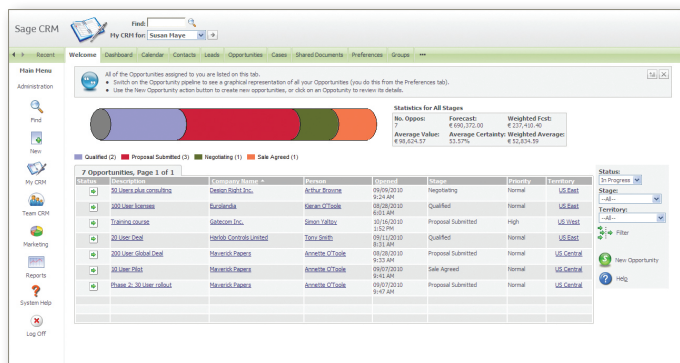 Sage CRM
Find:
My CRM for: Susan Maye
Recent
Welcome Dashboard Calendar Contacts Leads Opportunities Cases Shared Documents Preferences Groups •••
Main Menu
Administration
Find
New
My CRM
Team CRM
Marketing
Reports
System Help
Log Off
All of the Opportunities assigned to you are listed on this tab.
• Switch on the Opportunity pipeline to see a graphical representation of all your Opportunities (you do this from the Preferences tab).
• Use the New Opportunity action button to create new opportunities, or click on an Opportunity to review its details.
Statistics for All Stages
No. Oppos: Forecast: Weighted Fcst:
7 € 690,372.00 € 237,410.40
Average Value: Average Certainty: Weighted Average:
€ 98,624.57 53.57% € 52,834.59
Qualified (2) Proposal Submitted (3) Negotiating (1) Sale Agreed (1)
7 Opportunities, Page 1 of 1
Status Description Company Name Person Opened Stage Priority Territory
50 Users plus consulting Design Right Inc. Arthur Browne 09/09/2010 9:24 AM Negotiating Normal US East
100 User licenses Eurolandia Kieran O'Toole 08/28/2010 6:01 AM Qualified Normal US East
Training course Gatecom Inc. Simon Yaltoy 10/16/2010 1:52 PM Proposal Submitted High US West
20 User Deal Harlob Controls Limited Tony Smith 09/11/2010 8:31 AM Qualified Normal US East
200 User Global Deal Maverick Papers Annette O'Toole 08/28/2010 9:33 AM Proposal Submitted Normal US Central
10 User Pilot Maverick Papers Annette O'Toole 09/07/2010 9:41 AM Sale Agreed Normal US Central
Phase 2: 30 User rollout Maverick Papers Annette O'Toole 09/07/2010 9:47 AM Proposal Submitted Normal US Central
Status:
In Progress
Stage:
--All--
Territory:
--All--
Filter
New Opportunity
Help